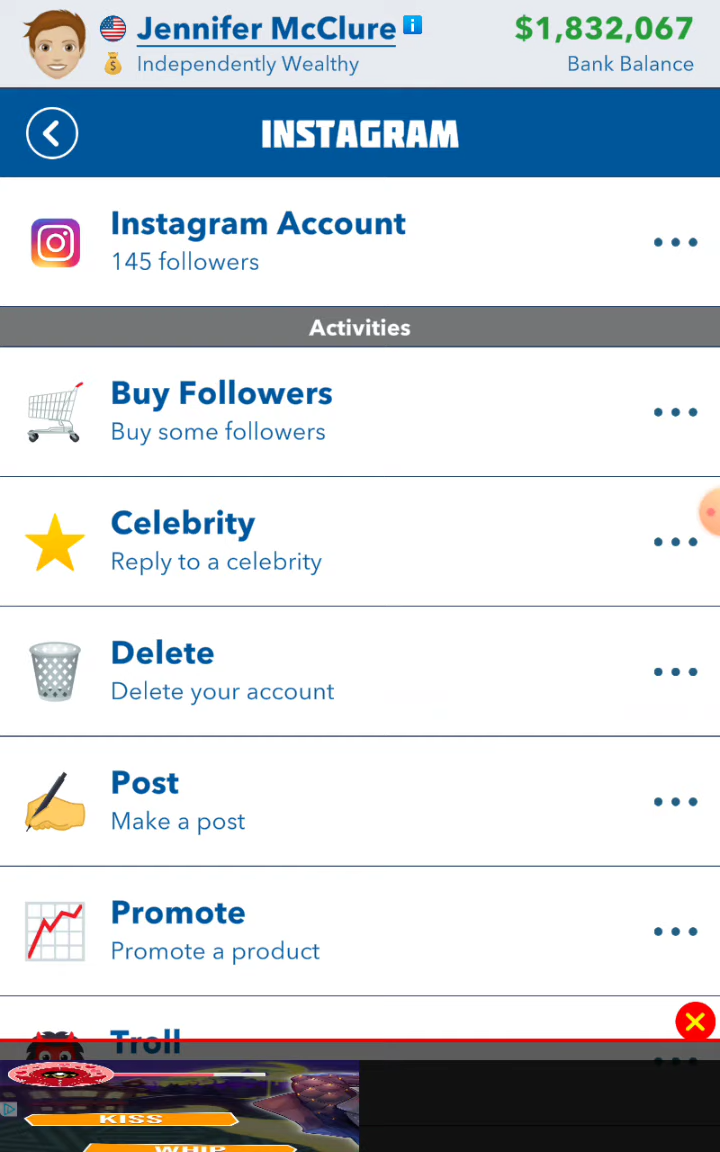 Jennifer McClure
$1,832,067
Independently Wealthy
Bank Balance
INSTAGRAM
Instagram Account
145 followers
Activities
Buy Followers
Buy some followers
Celebrity
Reply to a celebrity
Delete
Delete your account
Post
Make a post
Promote
Promote a product
Troll
KISS
WHIP